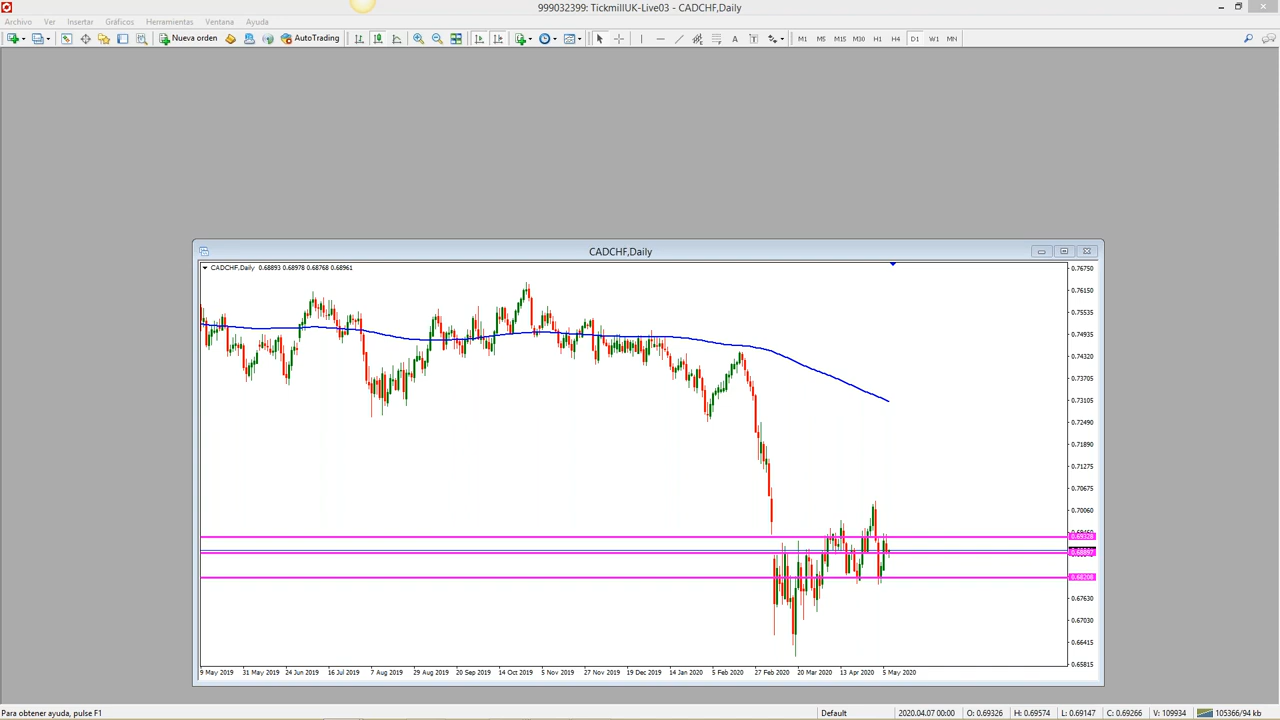 999032399: TickmillUK-Live03 - CADCHF,Daily
Archivo Ver Insertar Gráficos Herramientas Ventana Ayuda
Nueva orden AutoTrading A T M1 M5 M15 M30 H1 H4 D1 W1 MN
CADCHF,Daily
CADCHF,Daily 0.68893 0.68978 0.68768 0.68961
0.76750
0.76150
0.75535
0.74935
0.74320
0.73705
0.73105
0.72490
0.71890
0.71275
0.70675
0.70060
0.69328
0.68897
0.68208
0.67630
0.67030
0.66415
0.65815
9 May 2019 31 May 2019 24 Jun 2019 16 Jul 2019 7 Aug 2019 29 Aug 2019 20 Sep 2019 14 Oct 2019 5 Nov 2019 27 Nov 2019 19 Dec 2019 14 Jan 2020 5 Feb 2020 27 Feb 2020 20 Mar 2020 13 Apr 2020 5 May 2020
Para obtener ayuda, pulse F1 Default 2020.04.07 00:00 O: 0.69326 H: 0.69574 L: 0.69147 C: 0.69266 V: 109934 105366/94 kb